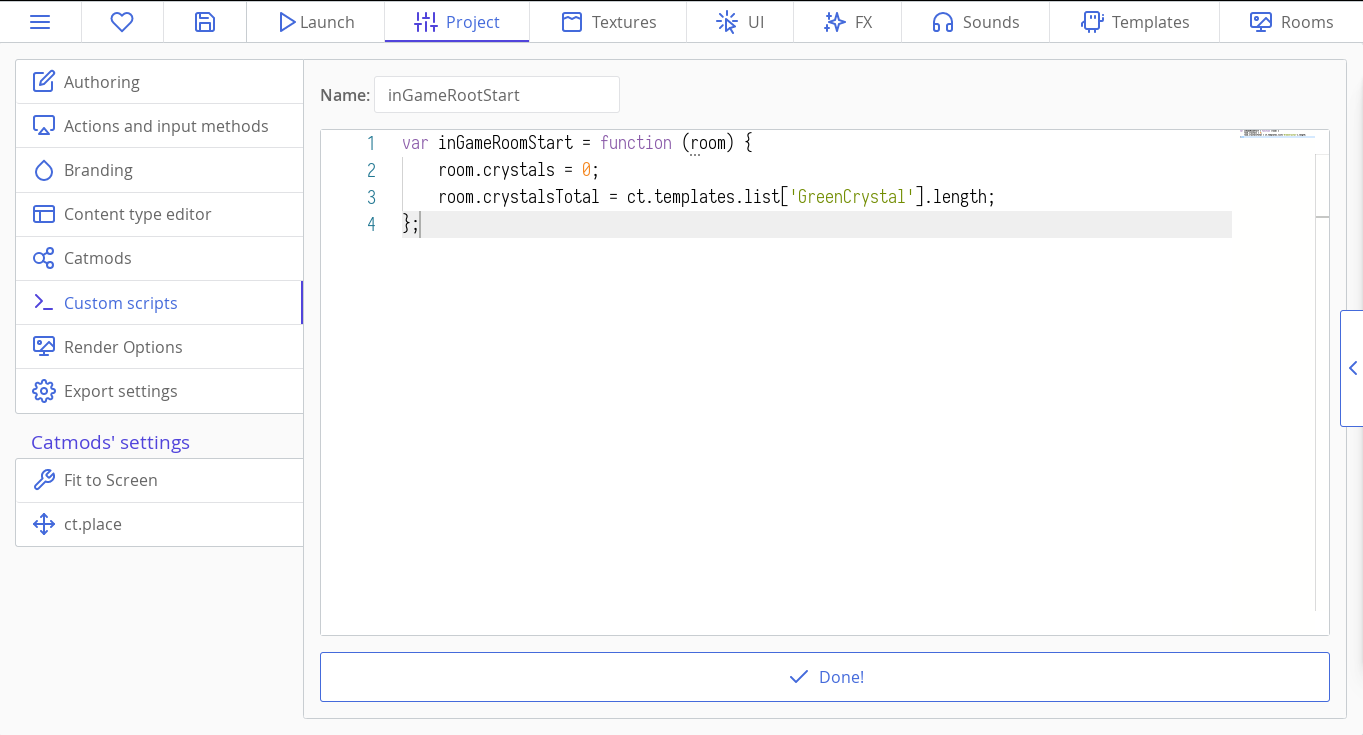 Launch Project Textures UI FX Sounds Templates Rooms
Authoring
Actions and input methods
Branding
Content type editor
Catmods
Custom scripts
Render Options
Export settings
Catmods' settings
Fit to Screen
ct.place
Name: inGameRootStart
1 var inGameRoomStart = function (room) {
2 room.crystals = 0;
3 room.crystalsTotal = ct.templates.list['GreenCrystal'].length;
4 };
Done!